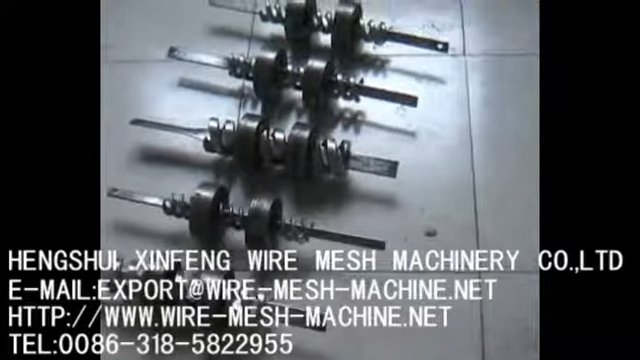 HENGSHUI XINFENG WIRE MESH MACHINERY CO.,LTD
E-MAIL:EXPORT@WIRE-MESH-MACHINE.NET
HTTP://WWW.WIRE-MESH-MACHINE.NET
TEL:0086-318-5822955